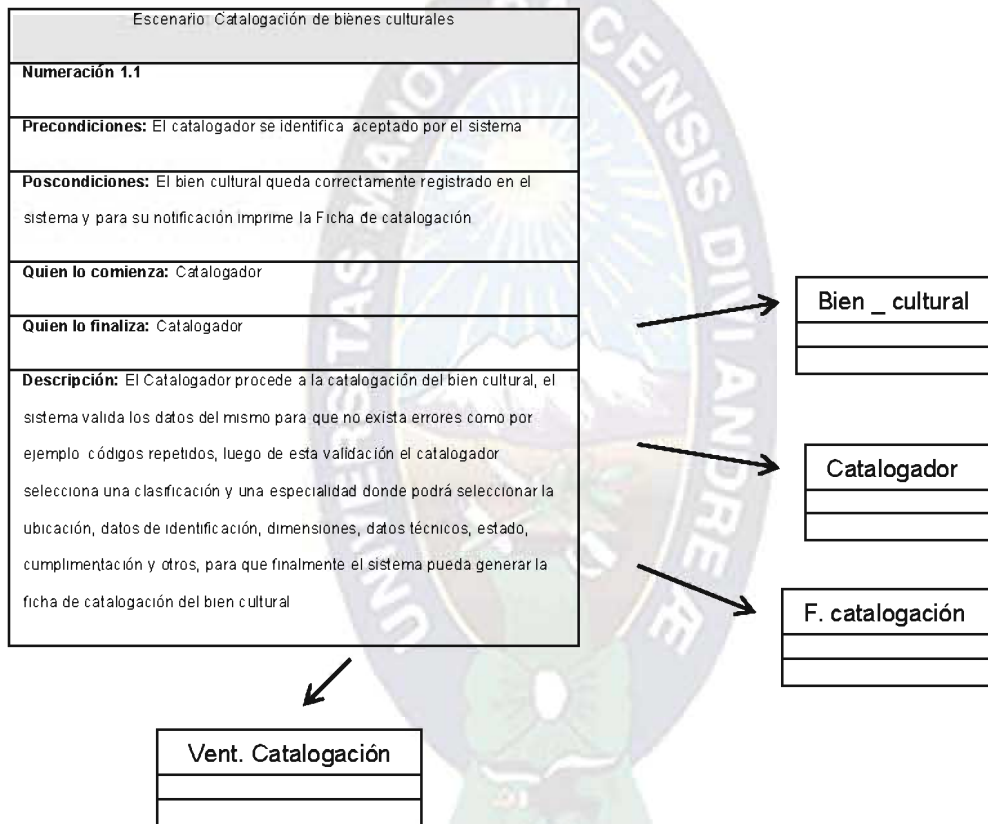 Escenario: Catalogación de bienes culturales
Numeración 1.1
Precondiciones: El catalogador se identifica aceptado por el sistema
Poscondiciones: El bien cultural queda correctamente registrado en el
sistema y para su notificación imprime la Ficha de catalogación
Quien lo comienza: Catalogador
Quien lo finaliza: Catalogador
Descripción: El Catalogador procede a la catalogación del bien cultural, el
sistema valida los datos del mismo para que no exista errores como por
ejemplo códigos repetidos, luego de esta validación el catalogador
selecciona una clasificación y una especialidad donde podrá seleccionar la
ubicación, datos de identificación, dimensiones, datos técnicos, estado,
cumplimentación y otros, para que finalmente el sistema pueda generar la
ficha de catalogación del bien cultural
Bien _ cultural
Catalogador
F. catalogación
Vent. Catalogación
UNIVERSITAS MAIOR PACENSIS DIVI ANDREÆ